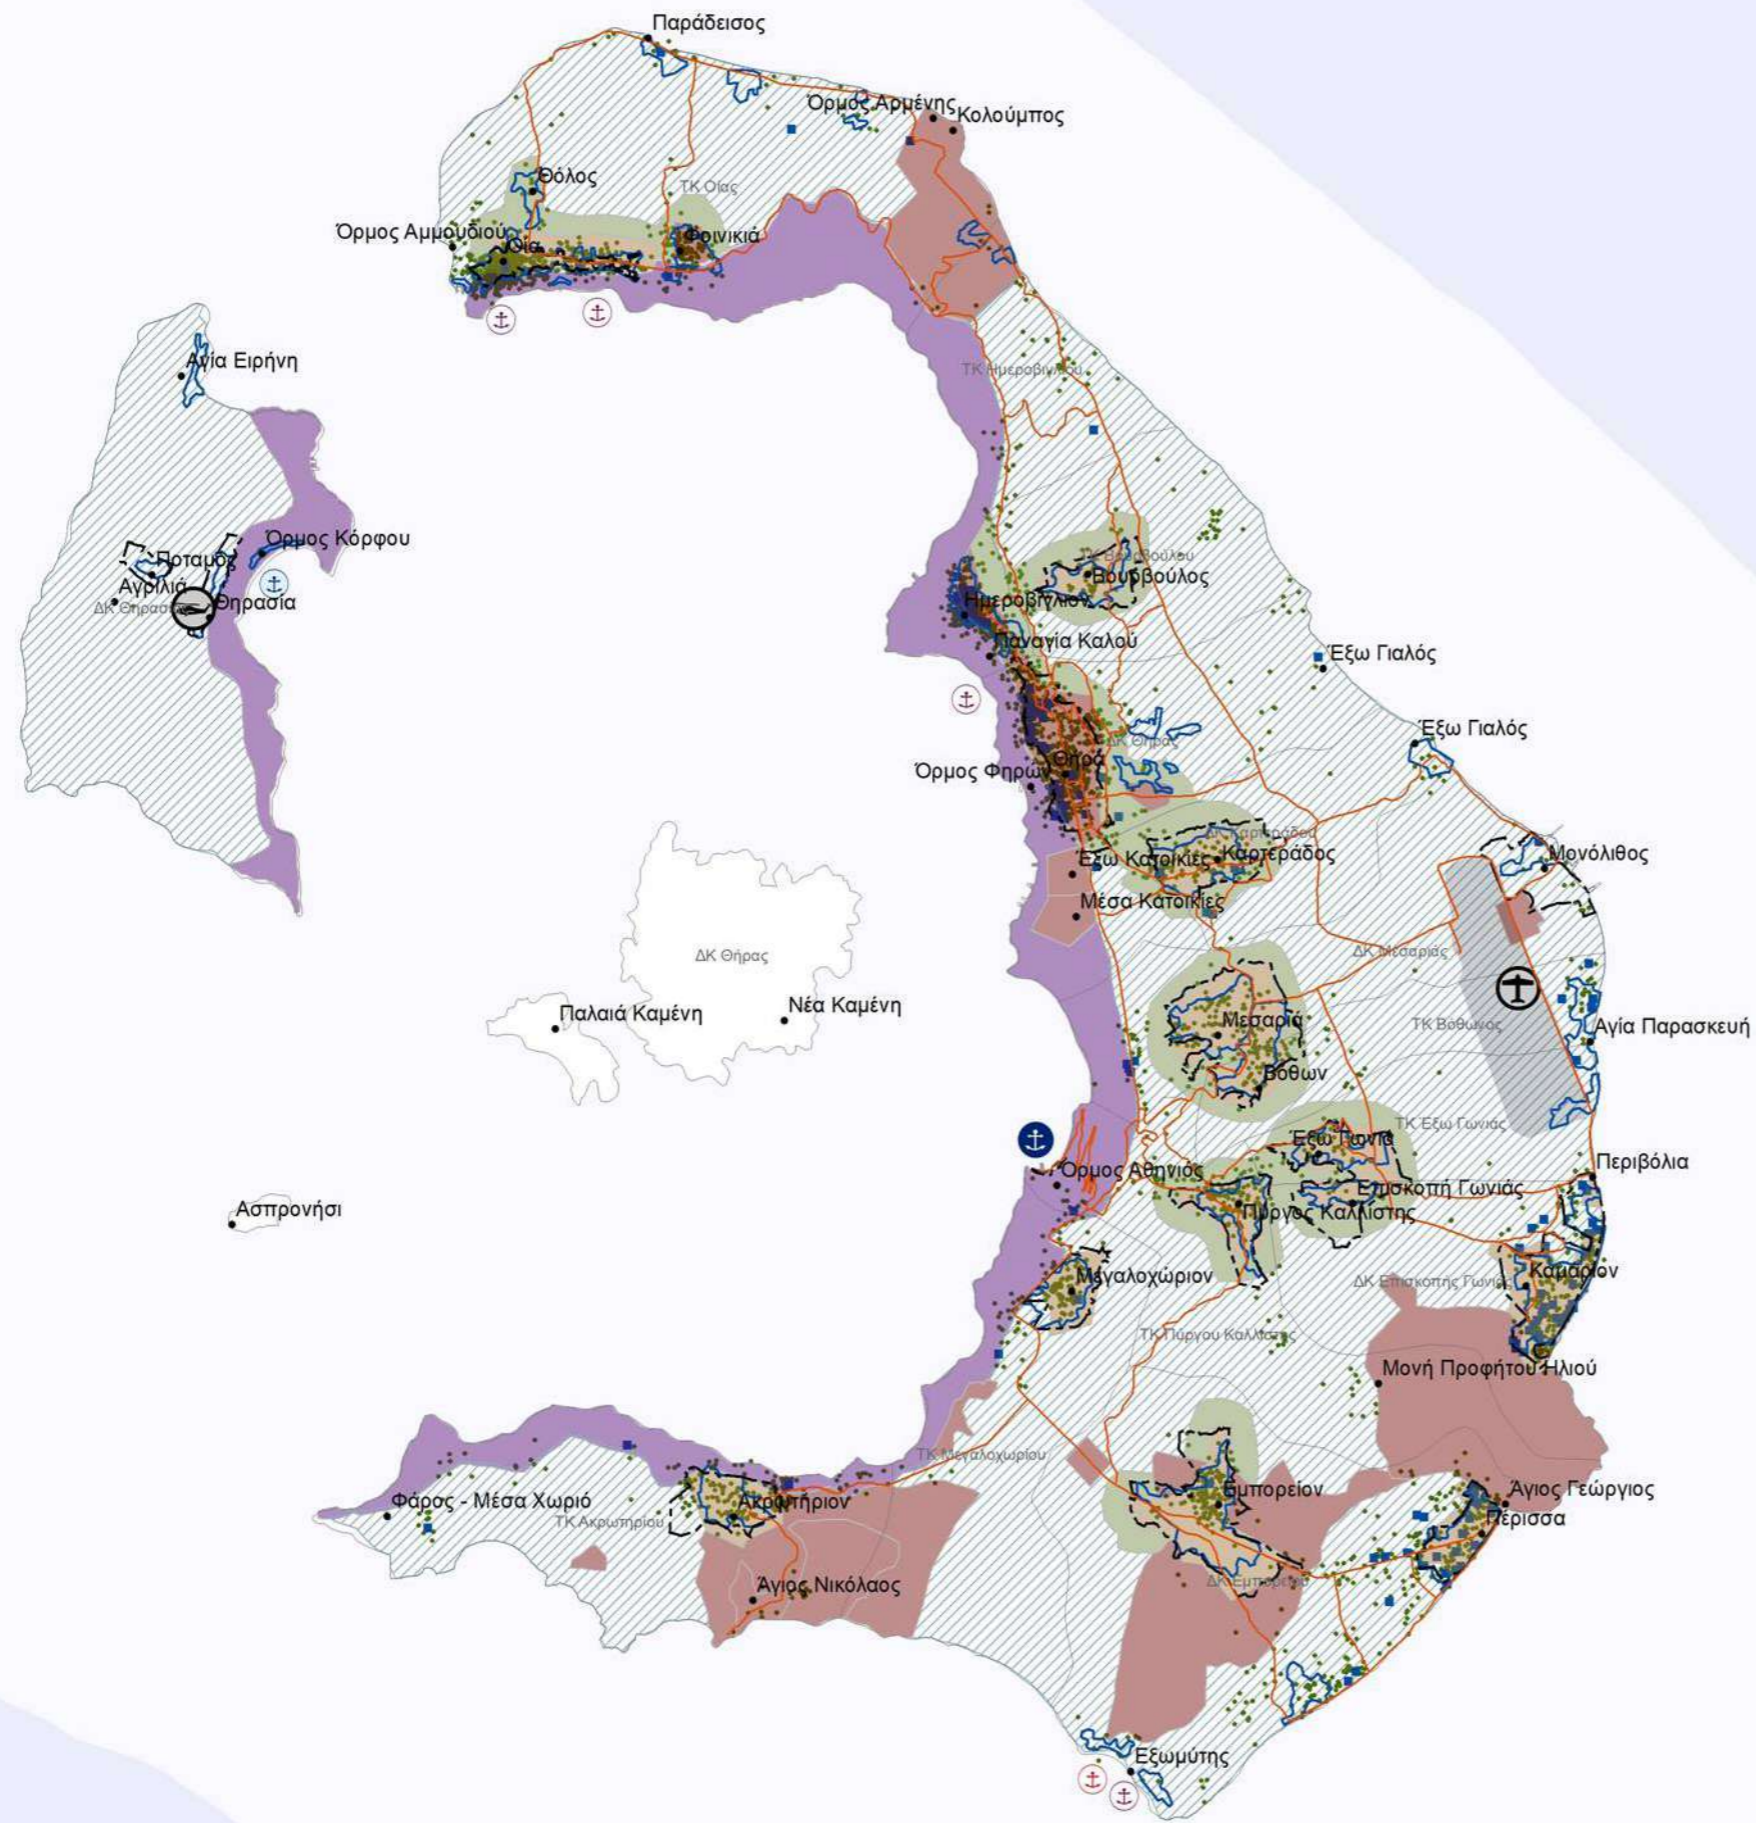 Παράδεισος
Όρμος Αρμένης
Κολούμπος
Θόλος
ΤΚ Οίας
Όρμος Αμμουδιού
Οία
Φοινικιά
Αγία Ειρήνη
ΤΚ Ημεροβιγλίου
Όρμος Κόρφου
Ποταμός
ΤΚ Βουρβούλου
Βουρβούλος
Αγριλιά
ΔΚ Θηρασίας
Θηρασία
Ημεροβίγλιον
Παναγία Καλού
Έξω Γιαλός
Έξω Γιαλός
ΔΚ Θήρας
Θήρα
Όρμος Φηρών
ΔΚ Καρτεράδου
Έξω Κατοικίες
Καρτεράδος
Μονόλιθος
Μέσα Κατοικίες
ΔΚ Θήρας
ΔΚ Μεσαριάς
Παλαιά Καμένη
Νέα Καμένη
Μεσαριά
ΤΚ Βόθωνος
Αγία Παρασκευή
Βόθων
ΤΚ Έξω Γωνιάς
Έξω Γωνιά
Όρμος Αθηνιός
Περιβόλια
Επισκοπή Γωνιάς
Ασπρονήσι
Πύργος Καλλίστης
Μεγαλοχώριον
ΔΚ Επισκοπής Γωνιάς
Καμάριον
ΤΚ Πύργου Καλλίστης
Μονή Προφήτου Ηλιού
ΤΚ Μεγαλοχωρίου
Φάρος - Μέσα Χωριό
Ακρωτήριον
Εμπορείον
Άγιος Γεώργιος
ΤΚ Ακρωτηρίου
Πέρισσα
Άγιος Νικόλαος
ΔΚ Εμπορείου
Εξωμύτης